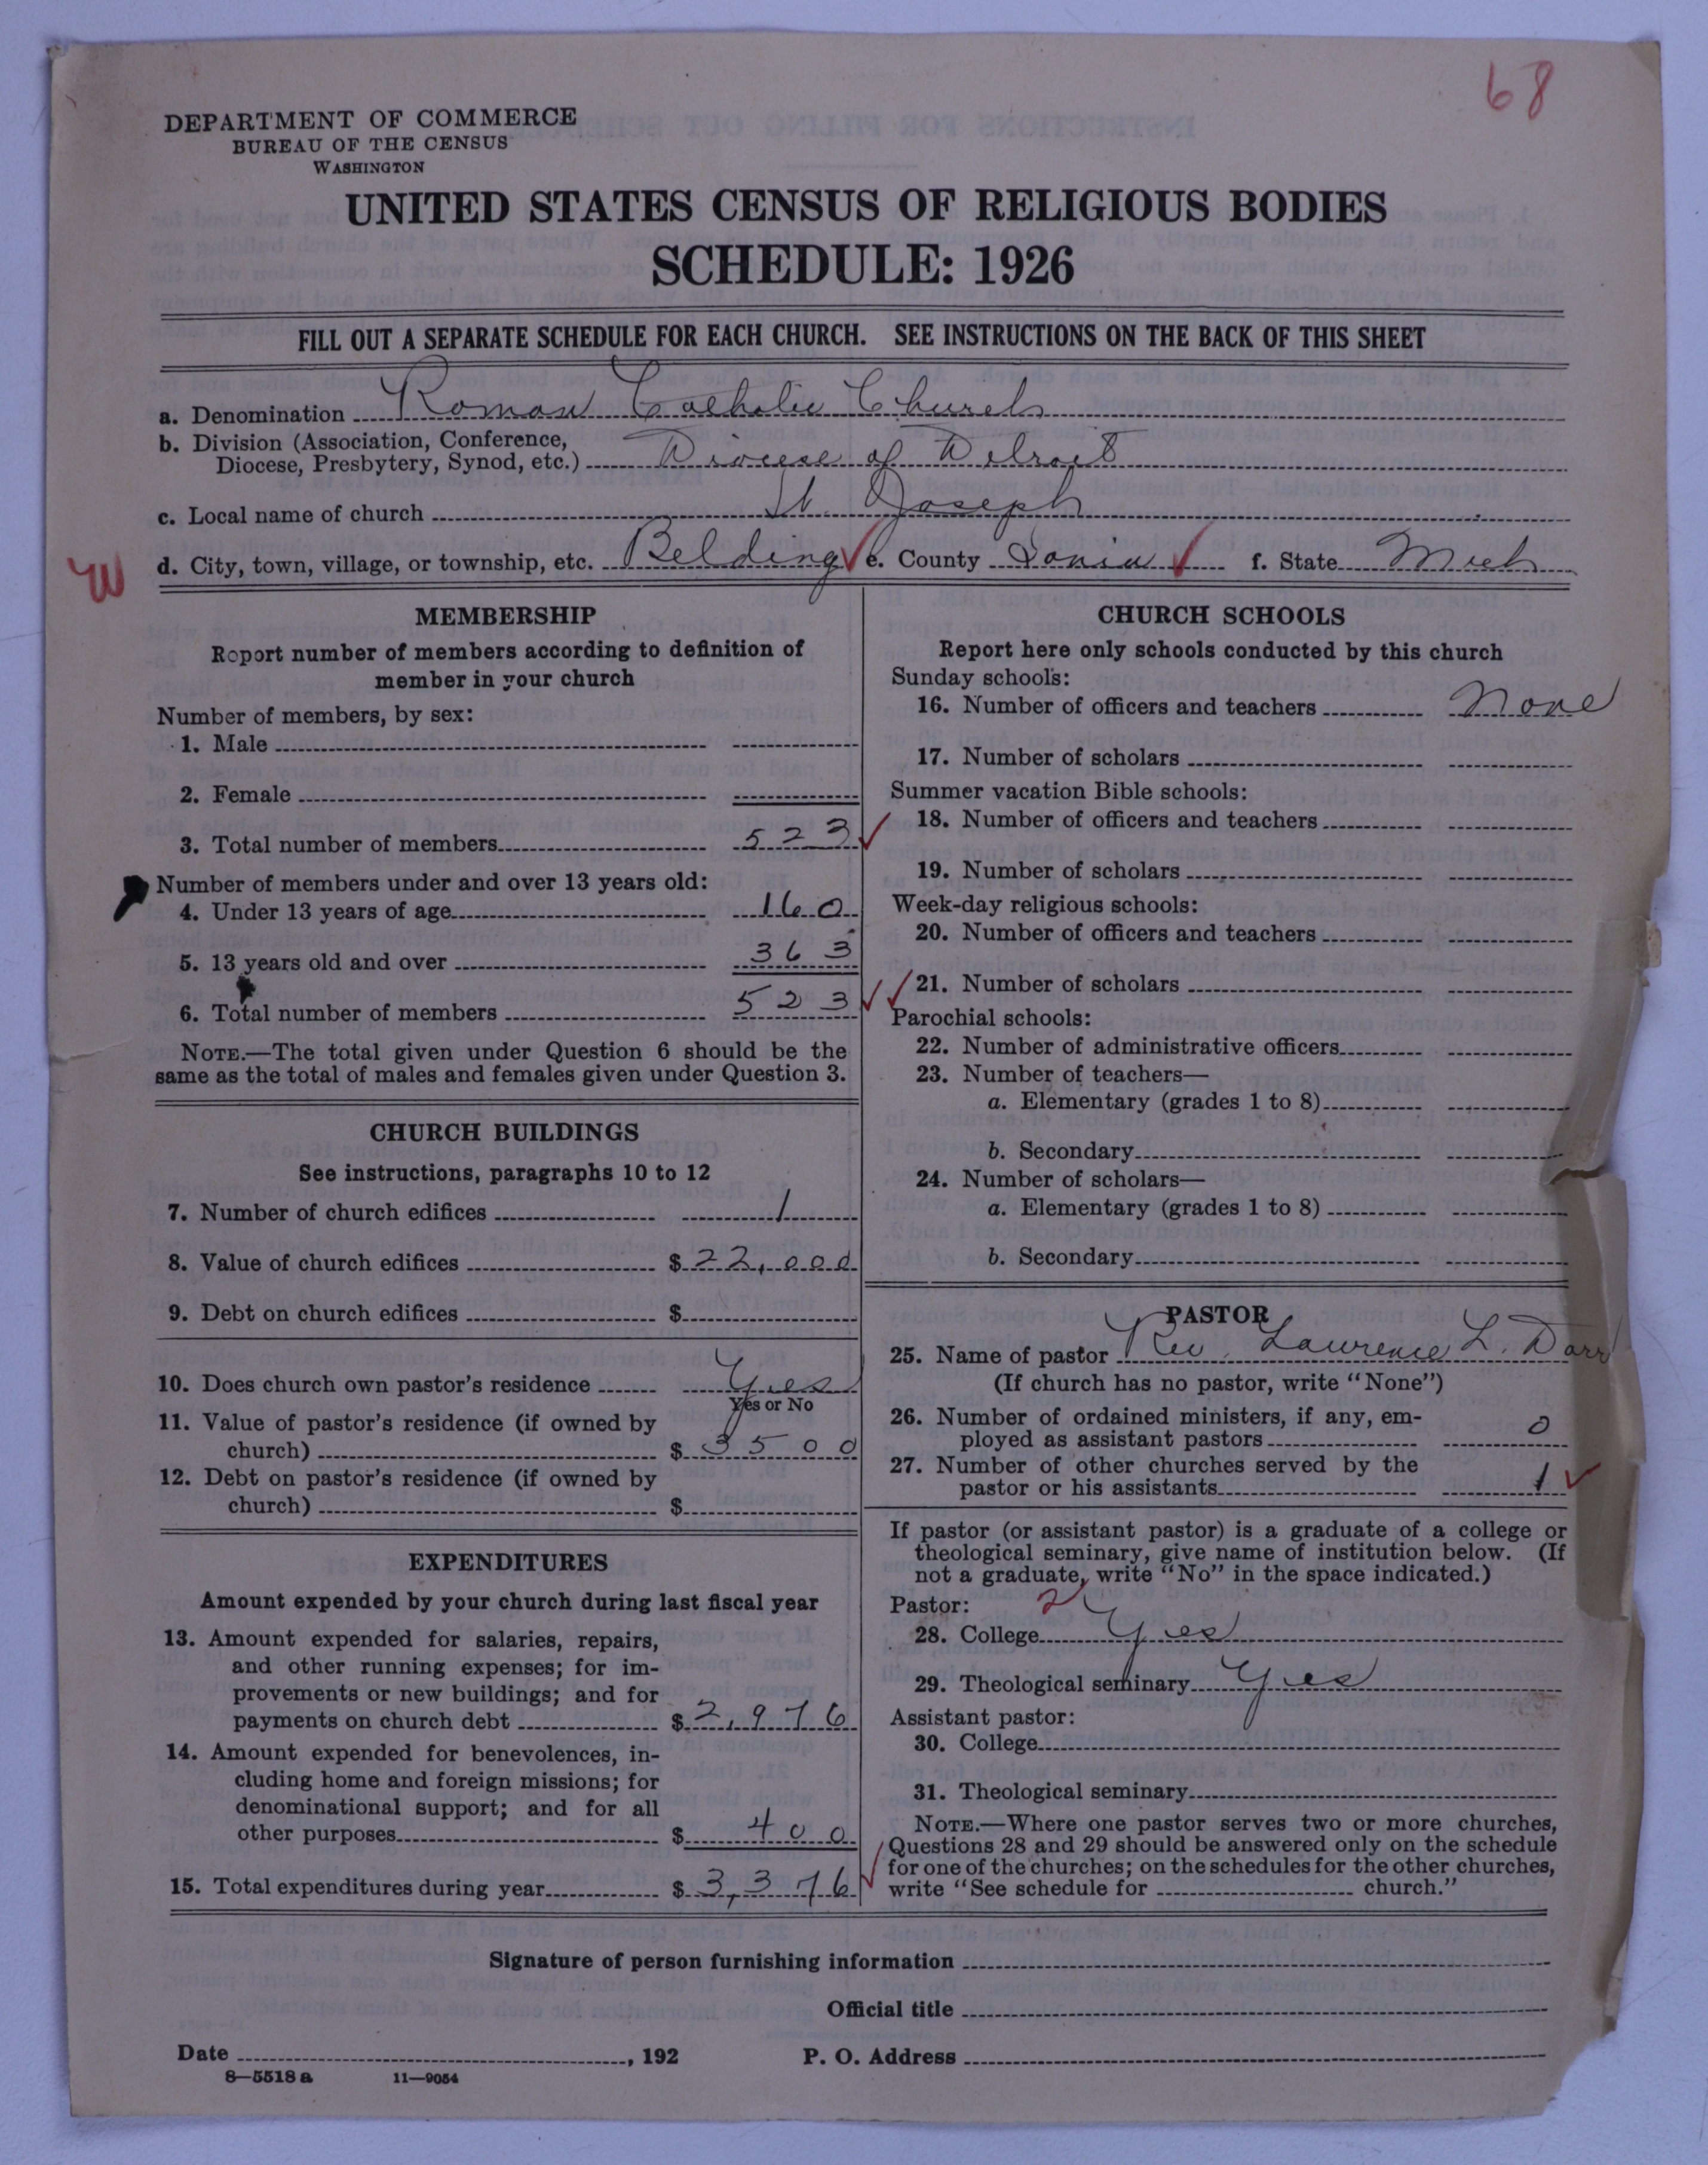 68
DEPARTMENT OF COMMERCE
BUREAU OF THE CENSUS
WASHINGTON
UNITED STATES CENSUS OF RELIGIOUS BODIES
SCHEDULE: 1926
FILL OUT A SEPARATE SCHEDULE FOR EACH CHURCH. SEE INSTRUCTIONS ON THE BACK OF THIS SHEET
a. Denomination Roman Catholic Church
b. Division (Association, Conference,
Diocese, Presbytery, Synod, etc.) Diocese of Detroit
c. Local name of church St. Joseph
W d. City, town, village, or township, etc. Belding e. County Ionia f. State Mich
MEMBERSHIP
Report number of members according to definition of
member in your church
Number of members, by sex:
1. Male
2. Female
3. Total number of members 523
Number of members under and over 13 years old:
4. Under 13 years of age 160
5. 13 years old and over 363
6. Total number of members 523
NOTE.—The total given under Question 6 should be the
same as the total of males and females given under Question 3.
CHURCH BUILDINGS
See instructions, paragraphs 10 to 12
7. Number of church edifices 1
8. Value of church edifices $ 22,000
9. Debt on church edifices $
10. Does church own pastor's residence Yes
Yes or No
11. Value of pastor's residence (if owned by
church) $ 3500
12. Debt on pastor's residence (if owned by
church) $
EXPENDITURES
Amount expended by your church during last fiscal year
13. Amount expended for salaries, repairs,
and other running expenses; for im-
provements or new buildings; and for
payments on church debt $ 2,976
14. Amount expended for benevolences, in-
cluding home and foreign missions; for
denominational support; and for all
other purposes $ 400
15. Total expenditures during year $ 3,376
CHURCH SCHOOLS
Report here only schools conducted by this church
Sunday schools:
16. Number of officers and teachers None
17. Number of scholars
Summer vacation Bible schools:
18. Number of officers and teachers
19. Number of scholars
Week-day religious schools:
20. Number of officers and teachers
21. Number of scholars
Parochial schools:
22. Number of administrative officers
23. Number of teachers—
a. Elementary (grades 1 to 8)
b. Secondary
24. Number of scholars—
a. Elementary (grades 1 to 8)
b. Secondary
PASTOR
25. Name of pastor Rev. Lawrence L. Darr
(If church has no pastor, write "None")
26. Number of ordained ministers, if any, em-
ployed as assistant pastors 0
27. Number of other churches served by the
pastor or his assistants 1
If pastor (or assistant pastor) is a graduate of a college or
theological seminary, give name of institution below. (If
not a graduate, write "No" in the space indicated.)
Pastor: 2
28. College Yes
29. Theological seminary Yes
Assistant pastor:
30. College
31. Theological seminary
NOTE.—Where one pastor serves two or more churches,
Questions 28 and 29 should be answered only on the schedule
for one of the churches; on the schedules for the other churches,
write "See schedule for church."
Signature of person furnishing information
Official title
Date , 192 P. O. Address
8—5518 a 11—9054